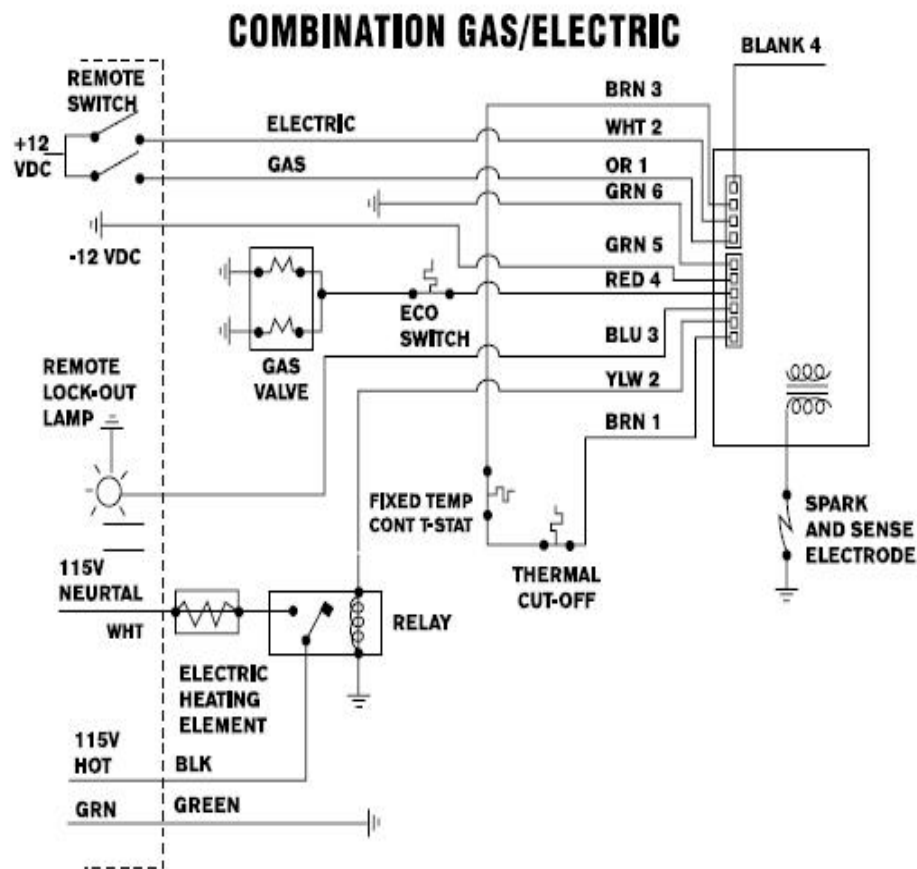 COMBINATION GAS/ELECTRIC
BLANK 4
REMOTE
SWITCH
BRN 3
ELECTRIC
WHT 2
+12
VDC
GAS
OR 1
GRN 6
-12 VDC
GRN 5
RED 4
ECO
SWITCH
BLU 3
GAS
VALVE
REMOTE
LOCK-OUT
LAMP
YLW 2
BRN 1
FIXED TEMP
CONT T-STAT
SPARK
AND SENSE
ELECTRODE
THERMAL
CUT-OFF
115V
NEURTAL
WHT
RELAY
ELECTRIC
HEATING
ELEMENT
115V
HOT
BLK
GRN
GREEN